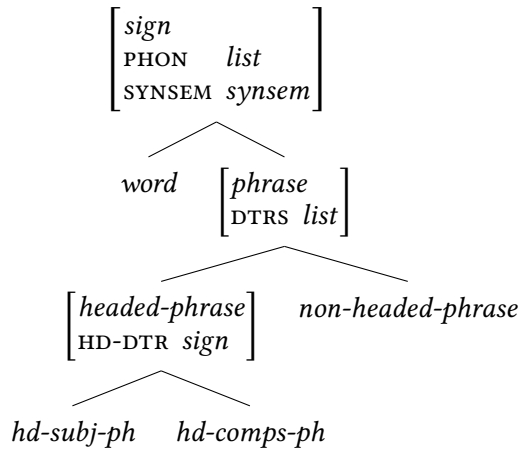 sign
PHON list
SYNSEM synsem
word
phrase
DTRS list
headed-phrase
HD-DTR sign
non-headed-phrase
hd-subj-ph hd-comps-ph